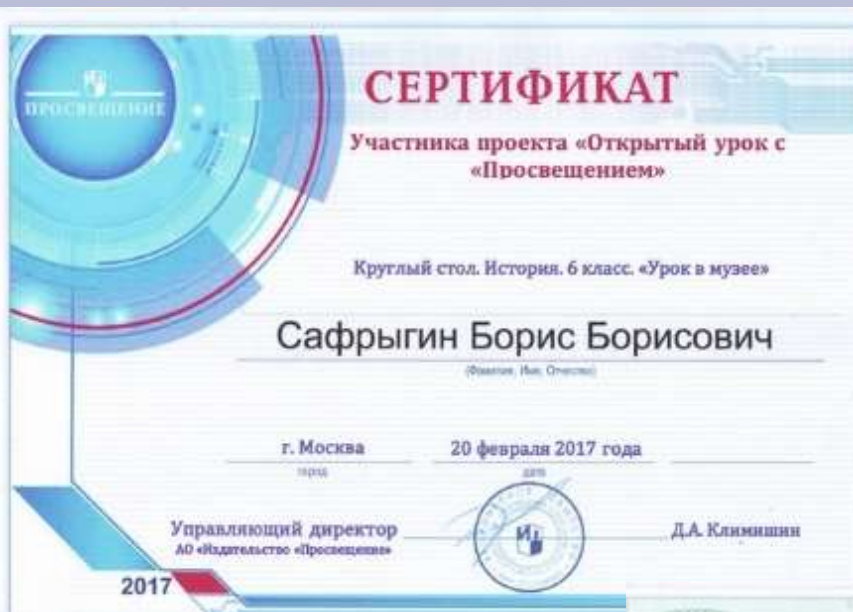 ПРОСВЕЩЕНИЕ
СЕРТИФИКАТ
Участника проекта «Открытый урок с
«Просвещением»
Круглый стол. История. 6 класс. «Урок в музее»
Сафрыгин Борис Борисович
(Фамилия, Имя, Отчество)
г. Москва 20 февраля 2017 года
город дата
Управляющий директор Д.А. Климишин
АО «Издательство «Просвещение»
2017